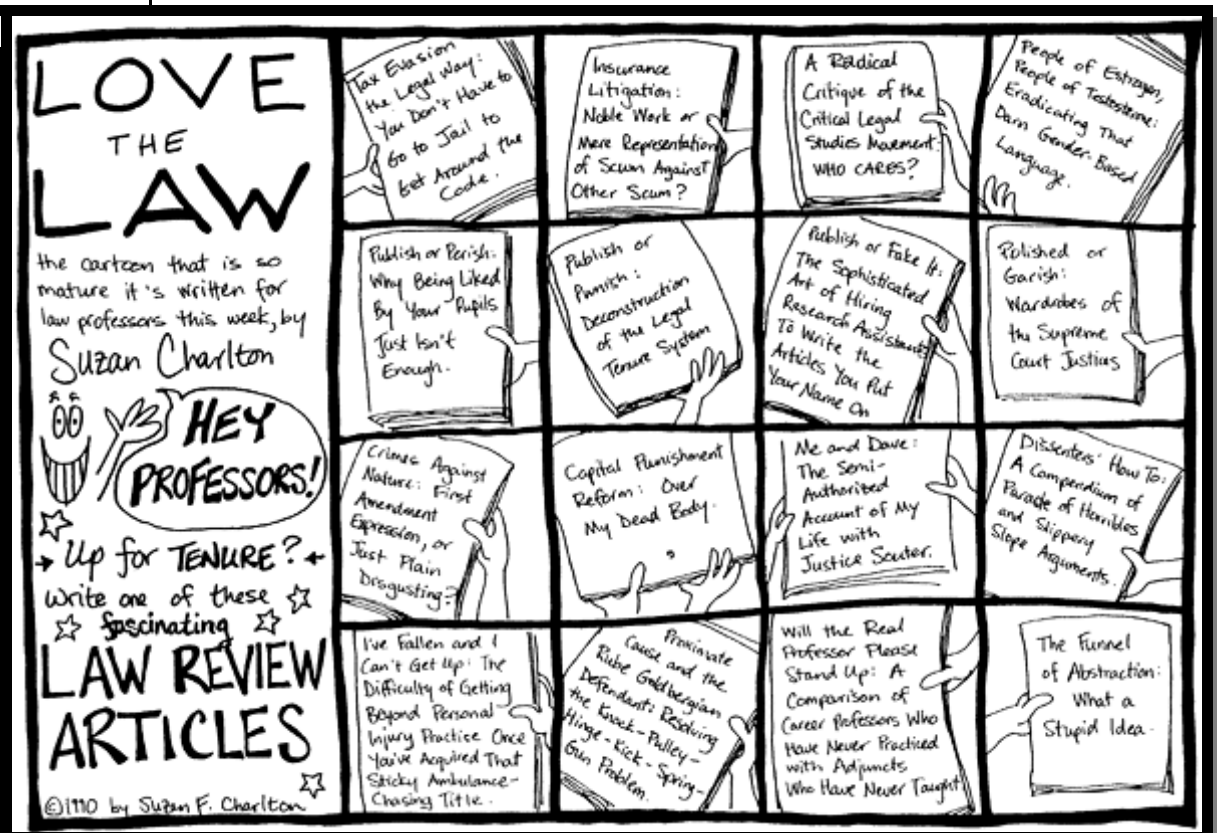 LOVE
THE
LAW
the cartoon that is so
mature it's written for
law professors this week, by
Suzan Charlton
HEY
PROFESSORS!
Up for TENURE?
write one of these
fascinating
LAW REVIEW
ARTICLES
©1990 by Suzan F. Charlton
Tax Evasion
the Legal Way:
You Don't Have to
Go to Jail to
Get Around the
Code.
Insurance
Litigation:
Noble Work or
Mere Representation
of Scum Against
Other Scum?
A Radical
Critique of the
Critical Legal
Studies Movement:
WHO CARES?
People of Estrogen,
People of Testosterone:
Eradicating That
Darn Gender-Based
Language.
Publish or Perish:
Why Being Liked
By Your Pupils
Just Isn't
Enough.
Publish or
Punish:
Deconstruction
of the Legal
Tenure System
Publish or Fake It:
The Sophisticated
Art of Hiring
Research Assistants
To Write the
Articles You Put
Your Name On
Polished or
Garish:
Wardrobes of
the Supreme
Court Justices
Crimes Against
Nature: First
Amendment
Expression, or
Just Plain
Disgusting?
Capital Punishment
Reform: Over
My Dead Body.
Me and Dave:
The Semi-
Authorized
Account of My
Life with
Justice Souter.
Dissenters' How To:
A Compendium of
Parade of Horribles
and Slippery
Slope Arguments.
I've Fallen and I
Can't Get Up: The
Difficulty of Getting
Beyond Personal
Injury Practise Once
You've Acquired That
Sticky Ambulance-
Chasing Title.
Proximate
Cause and the
Rube Goldbergian
Defendant: Resolving
the Knock-Pulley-
Hinge-Kick-Spring-
Gun Problem.
Will the Real
Professor Please
Stand Up: A
Comparison of
Career Professors Who
Have Never Practiced
with Adjuncts
Who Have Never Taught
The Funnel
of Abstraction:
What a
Stupid Idea.